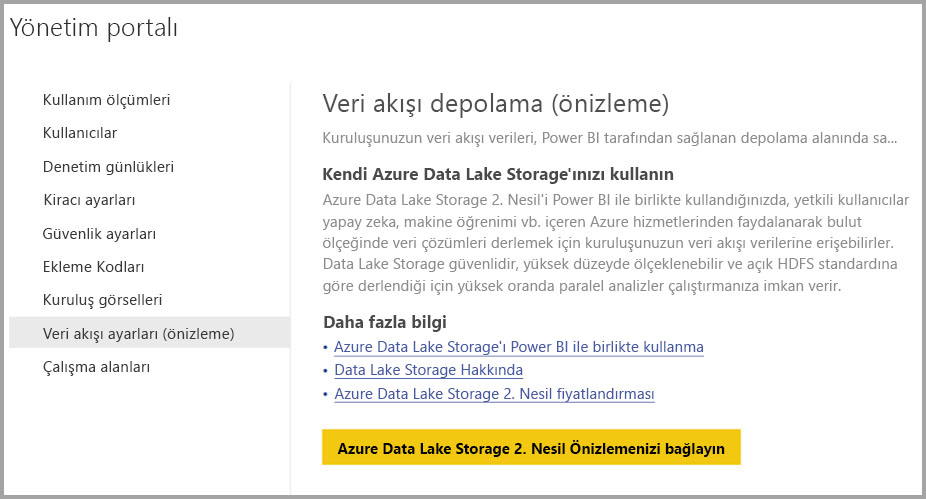 Yönetim portalı
Kullanım ölçümleri
Kullanıcılar
Denetim günlükleri
Kiracı ayarları
Güvenlik ayarları
Ekleme Kodları
Kuruluş görselleri
Veri akışı ayarları (önizleme)
Çalışma alanları
Veri akışı depolama (önizleme)
Kuruluşunuzun veri akışı verileri, Power BI tarafından sağlanan depolama alanında sa...
Kendi Azure Data Lake Storage'ınızı kullanın
Azure Data Lake Storage 2. Nesil'i Power BI ile birlikte kullandığınızda, yetkili kullanıcılar
yapay zeka, makine öğrenimi vb. içeren Azure hizmetlerinden faydalanarak bulut
ölçeğinde veri çözümleri derlemek için kuruluşunuzun veri akışı verilerine erişebilirler.
Data Lake Storage güvenlidir, yüksek düzeyde ölçeklenebilir ve açık HDFS standardına
göre derlendiği için yüksek oranda paralel analizler çalıştırmanıza imkan verir.
Daha fazla bilgi
• Azure Data Lake Storage'ı Power BI ile birlikte kullanma
• Data Lake Storage Hakkında
• Azure Data Lake Storage 2. Nesil fiyatlandırması
Azure Data Lake Storage 2. Nesil Önizlemenizi bağlayın